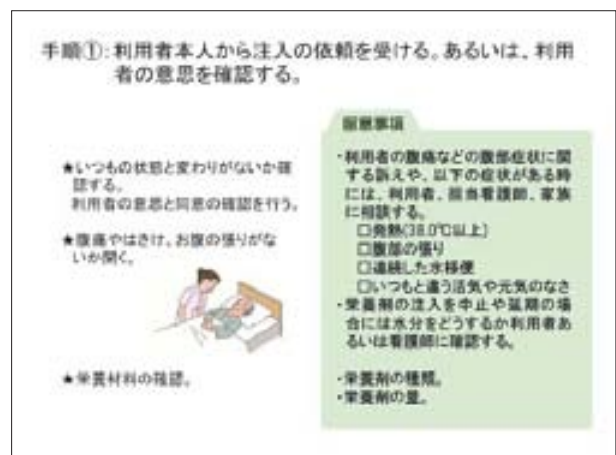 手順①：利用者本人から注入の依頼を受ける。あるいは、利用
者の意思を確認する。
★いつもの状態と変わりがないか確
認する。
利用者の意思と同意の確認を行う。
★腹痛やはきけ、お腹の張りがな
いか聞く。
★栄養材料の確認。
留意事項
・利用者の腹痛などの腹部症状に関
する訴えや、以下の症状がある時
には、利用者、担当看護師、家族
に相談する。
□発熱(38.0℃以上)
□腹部の張り
□連続した水様便
□いつもと違う活気や元気のなさ
・栄養剤の注入を中止や延期の場
合には水分をどうするか利用者あ
るいは看護師に確認する。
・栄養剤の種類。
・栄養剤の量。